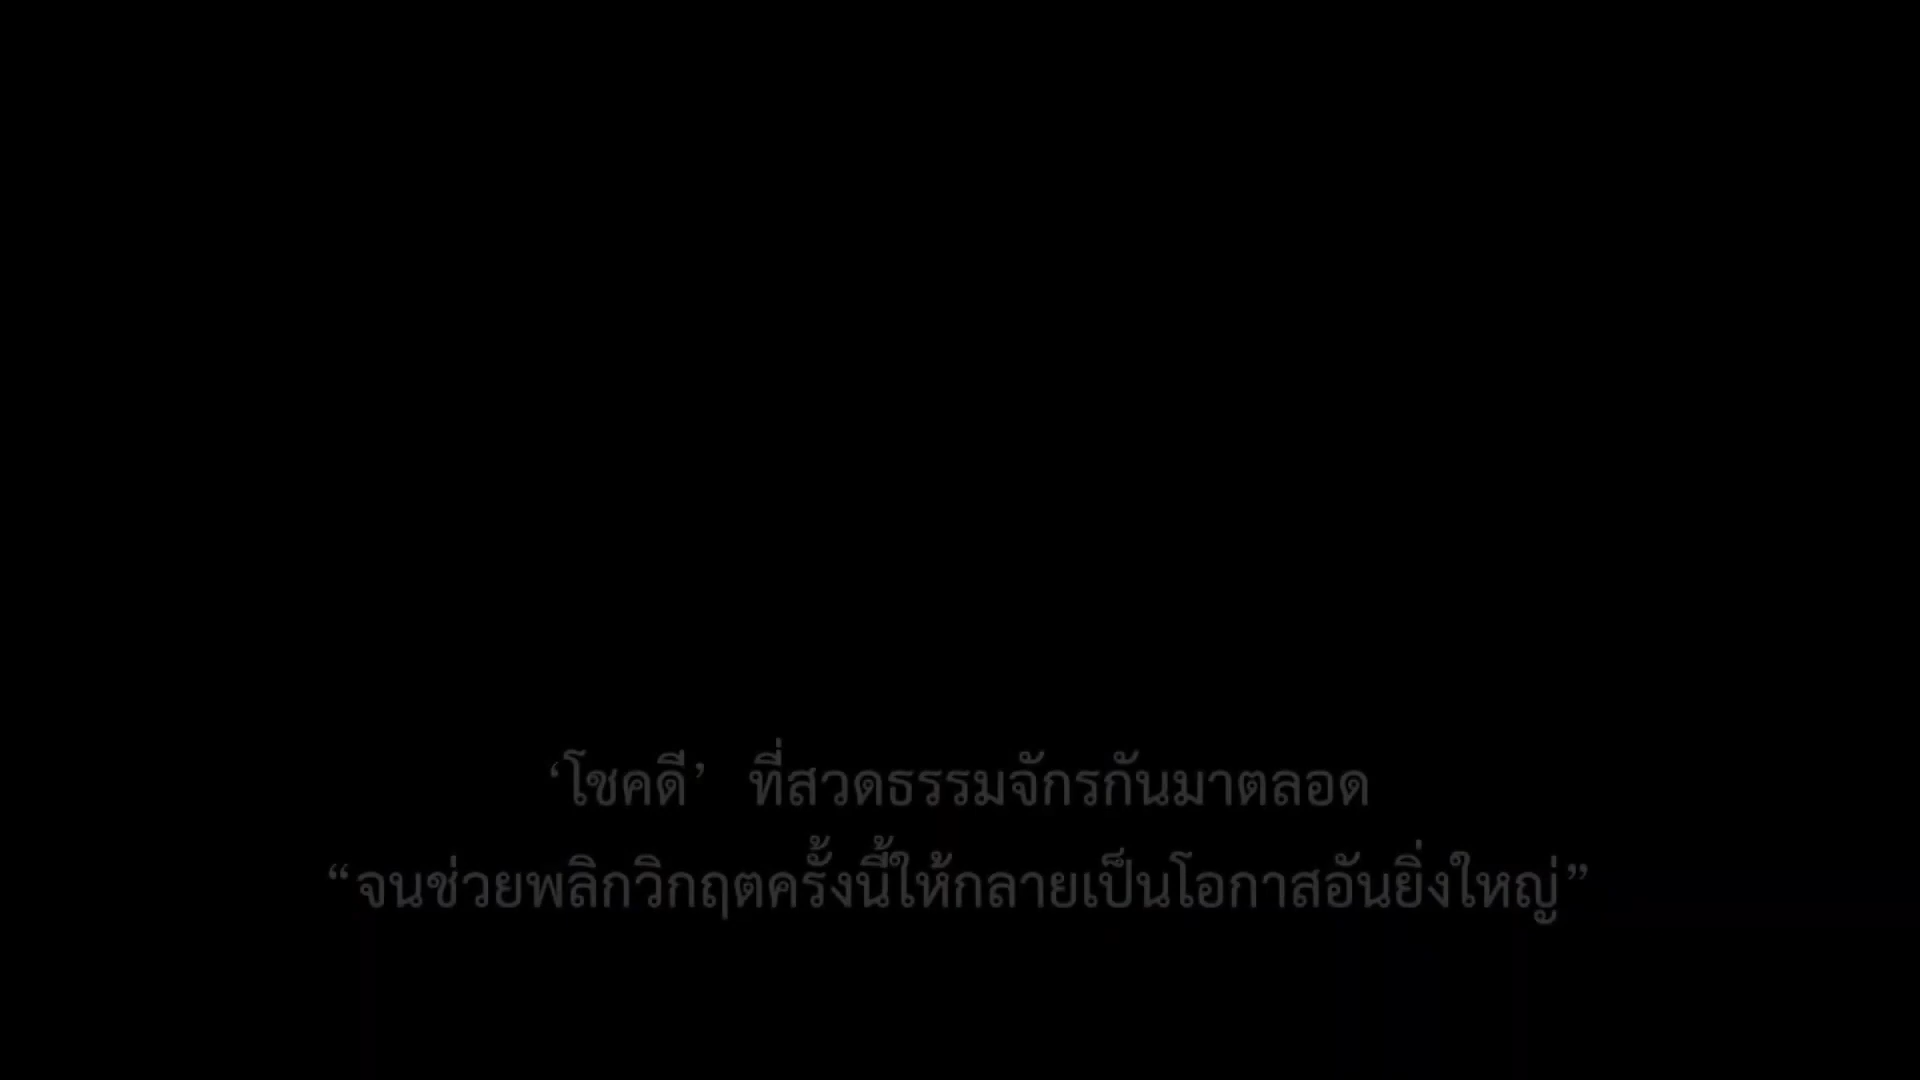 ‘โชคดี’ ที่สวดธรรมจักรกันมาตลอด
“จนช่วยพลิกวิกฤตครั้งนี้ให้กลายเป็นโอกาสอันยิ่งใหญ่”